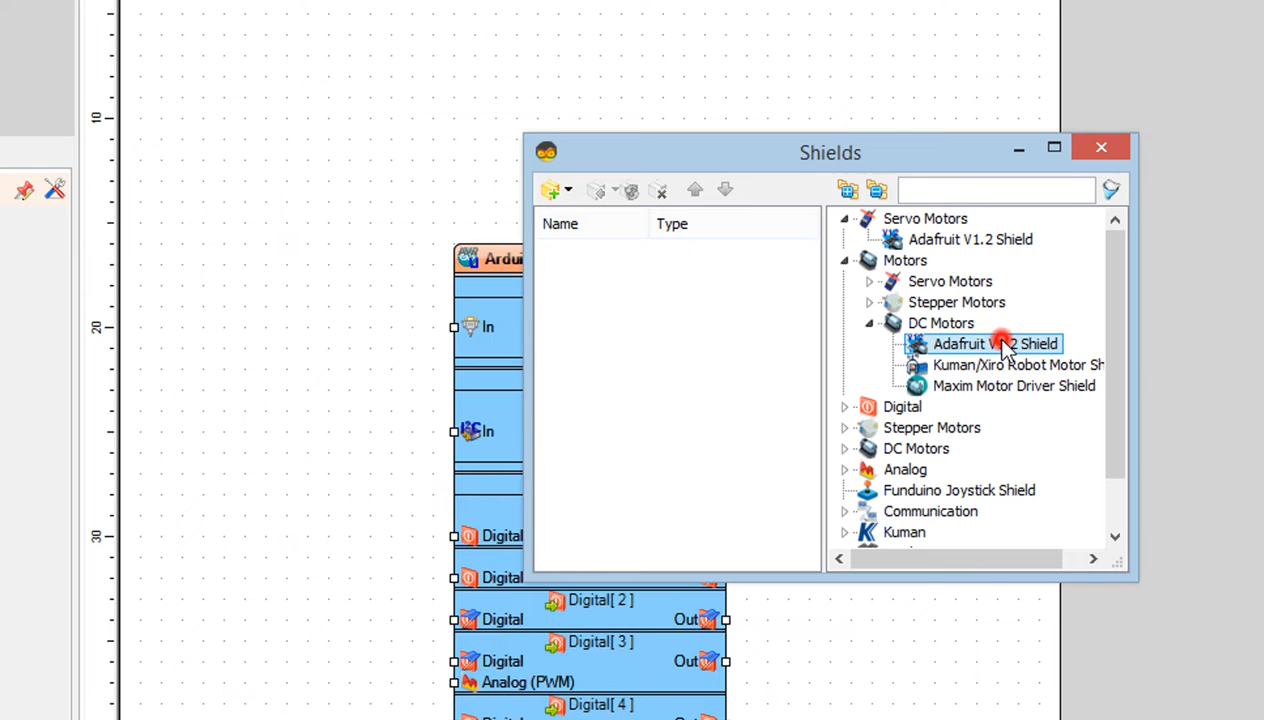 Shields
Name Type
Servo Motors
Adafruit V1.2 Shield
Motors
Servo Motors
Stepper Motors
DC Motors
Adafruit V1.2 Shield
Kuman/Xiro Robot Motor Sh
Maxim Motor Driver Shield
Digital
Stepper Motors
DC Motors
Analog
Funduino Joystick Shield
Communication
Kuman
10
20
30
Ardui
In
I2C In
Digital
Digital
Digital[ 2 ]
Digital Out
Digital[ 3 ]
Digital Out
Analog (PWM)
Digital[ 4 ]